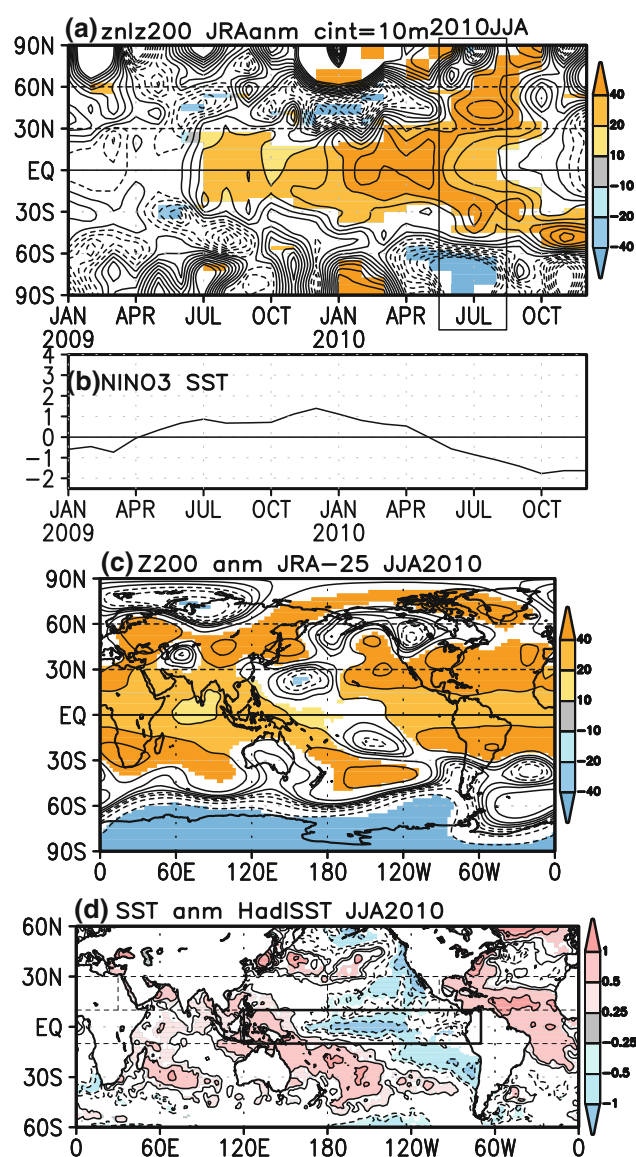 (a) znlz200 JRAanm cint=10m 2010JJA
90N
60N
30N
EQ
30S
60S
90S
40
20
10
−10
−20
−40
JAN APR JUL OCT JAN APR JUL OCT
2009 2010
(b) NINO3 SST
4
3
2
1
0
−1
−2
JAN APR JUL OCT JAN APR JUL OCT
2009 2010
(c) Z200 anm JRA−25 JJA2010
90N
60N
30N
EQ
30S
60S
90S
40
20
10
−10
−20
−40
0 60E 120E 180 120W 60W 0
(d) SST anm HadISST JJA2010
60N
30N
EQ
30S
60S
1
0.5
0.25
−0.25
−0.5
−1
0 60E 120E 180 120W 60W 0